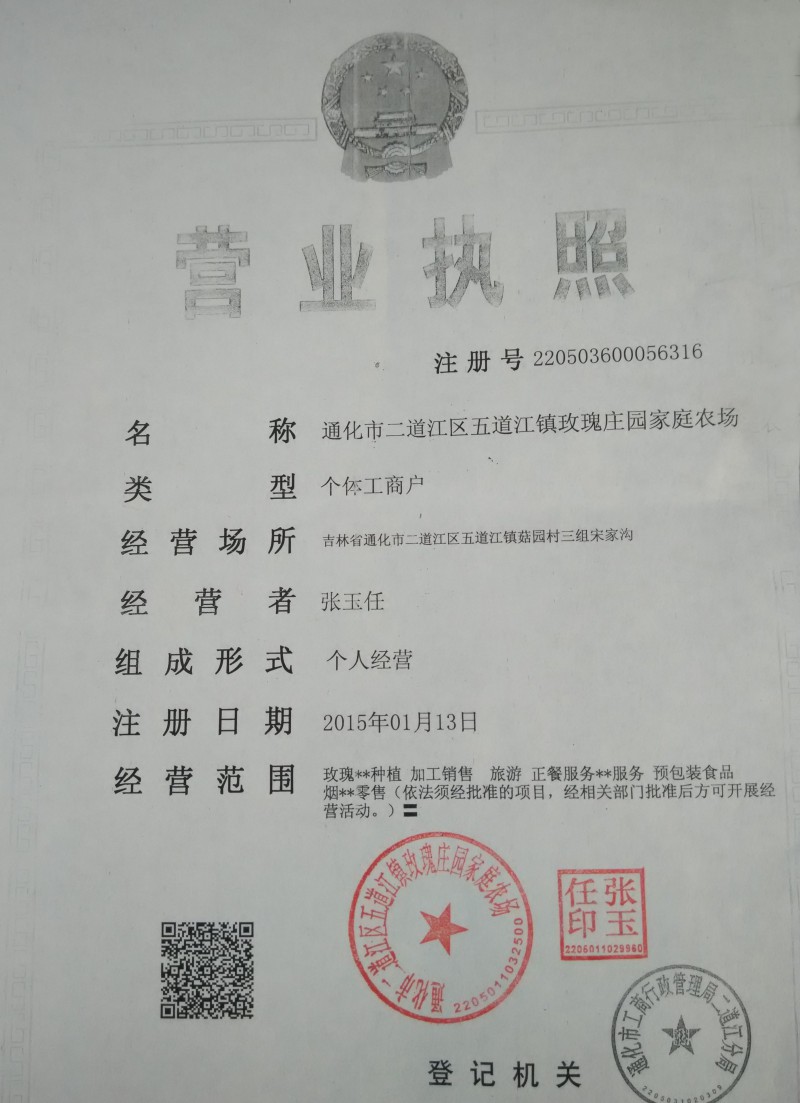 营业执照
注册号 220503600056316
名称 通化市二道江区五道江镇玫瑰庄园家庭农场
类型 个体工商户
经营场所 吉林省通化市二道江区五道江镇菇园村三组宋家沟
经营者 张玉任
组成形式 个人经营
注册日期 2015年01月13日
经营范围 玫瑰**种植 加工销售 旅游 正餐服务**服务 预包装食品
烟**零售(依法须经批准的项目,经相关部门批准后方可开展经
营活动。)〓
通化市二道江区五道江镇玫瑰庄园家庭农场
2205011032500
张玉
任印
2205011029960
通化市工商行政管理局二道江分局
登记机关